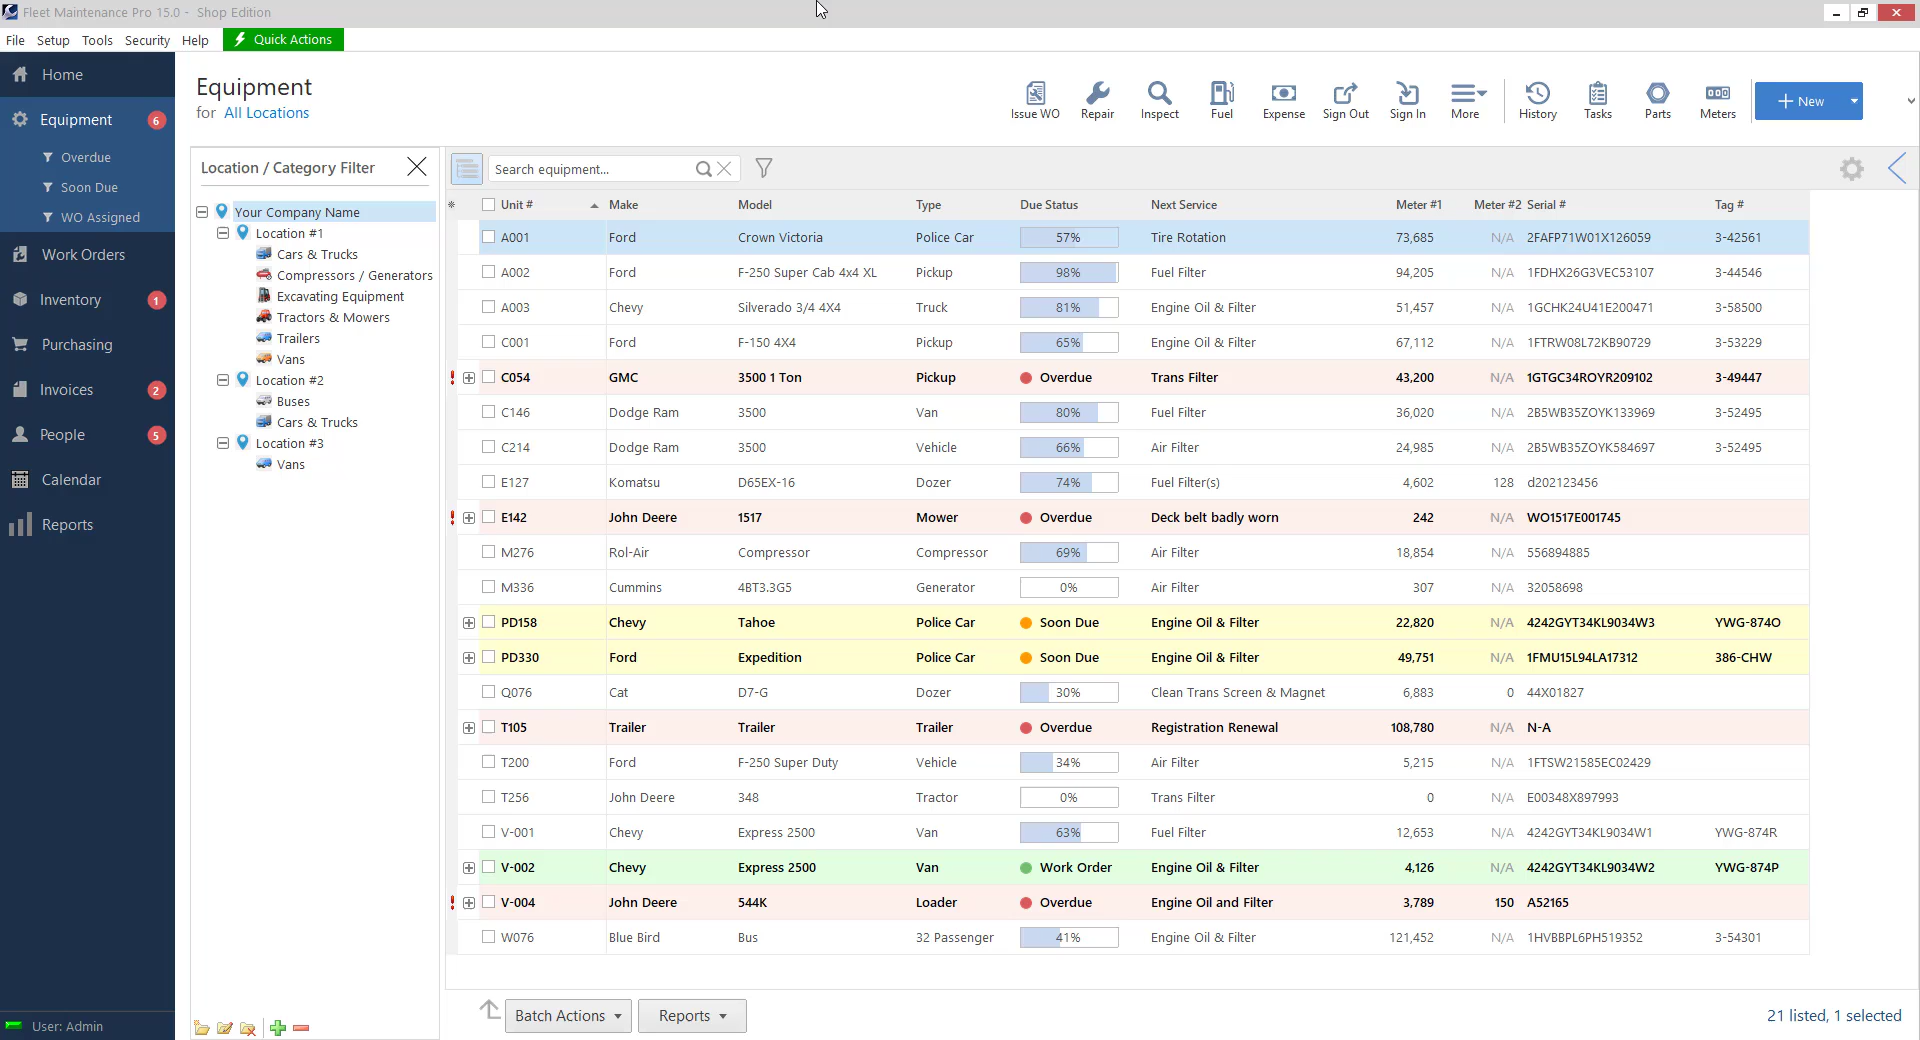 Fleet Maintenance Pro 15.0 - Shop Edition
File Setup Tools Security Help Quick Actions
Home
Equipment 6
Overdue
Soon Due
WO Assigned
Work Orders
Inventory 1
Purchasing
Invoices 2
People 5
Calendar
Reports
User: Admin
Equipment
for All Locations
Issue WO Repair Inspect Fuel Expense Sign Out Sign In More History Tasks Parts Meters New
Location / Category Filter
Your Company Name
Location #1
Cars & Trucks
Compressors / Generators
Excavating Equipment
Tractors & Mowers
Trailers
Vans
Location #2
Buses
Cars & Trucks
Location #3
Vans
Search equipment...
Unit # Make Model Type Due Status Next Service Meter #1 Meter #2 Serial # Tag #
A001 Ford Crown Victoria Police Car 57% Tire Rotation 73,685 N/A 2FAFP71W01X126059 3-42561
A002 Ford F-250 Super Cab 4x4 XL Pickup 98% Fuel Filter 94,205 N/A 1FDHX26G3VEC53107 3-44546
A003 Chevy Silverado 3/4 4X4 Truck 81% Engine Oil & Filter 51,457 N/A 1GCHK24U41E200471 3-58500
C001 Ford F-150 4X4 Pickup 65% Engine Oil & Filter 67,112 N/A 1FTRW08L72KB90729 3-53229
! C054 GMC 3500 1 Ton Pickup Overdue Trans Filter 43,200 N/A 1GTGC34ROYR209102 3-49447
C146 Dodge Ram 3500 Van 80% Fuel Filter 36,020 N/A 2B5WB35ZOYK133969 3-52495
C214 Dodge Ram 3500 Vehicle 66% Air Filter 24,985 N/A 2B5WB35ZOYK584697 3-52495
E127 Komatsu D65EX-16 Dozer 74% Fuel Filter(s) 4,602 128 d202123456
! E142 John Deere 1517 Mower Overdue Deck belt badly worn 242 N/A WO1517E001745
M276 Rol-Air Compressor Compressor 69% Air Filter 18,854 N/A 556894885
M336 Cummins 4BT3.3G5 Generator 0% Air Filter 307 N/A 32058698
PD158 Chevy Tahoe Police Car Soon Due Engine Oil & Filter 22,820 N/A 4242GYT34KL9034W3 YWG-874O
PD330 Ford Expedition Police Car Soon Due Engine Oil & Filter 49,751 N/A 1FMU15L94LA17312 386-CHW
Q076 Cat D7-G Dozer 30% Clean Trans Screen & Magnet 6,883 0 44X01827
T105 Trailer Trailer Trailer Overdue Registration Renewal 108,780 N/A N-A
T200 Ford F-250 Super Duty Vehicle 34% Air Filter 5,215 N/A 1FTSW21585EC02429
T256 John Deere 348 Tractor 0% Trans Filter 0 N/A E00348X897993
V-001 Chevy Express 2500 Van 63% Fuel Filter 12,653 N/A 4242GYT34KL9034W1 YWG-874R
V-002 Chevy Express 2500 Van Work Order Engine Oil & Filter 4,126 N/A 4242GYT34KL9034W2 YWG-874P
! V-004 John Deere 544K Loader Overdue Engine Oil and Filter 3,789 150 A52165
W076 Blue Bird Bus 32 Passenger 41% Engine Oil & Filter 121,452 N/A 1HVBBPL6PH519352 3-54301
Batch Actions Reports
21 listed, 1 selected